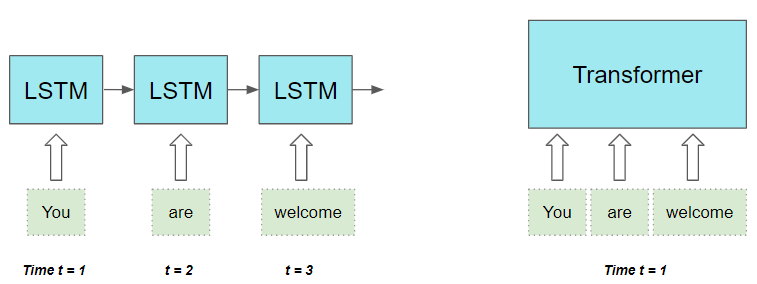 LSTM LSTM LSTM
You are welcome
Time t = 1 t = 2 t = 3
Transformer
You are welcome
Time t = 1